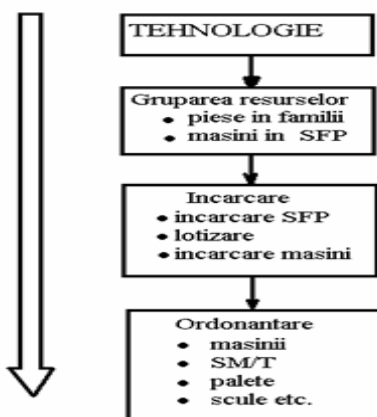 TEHNOLOGIE
Gruparea resurselor
• piese in familii
• masini in SFP
Incarcare
• incarcare SFP
• lotizare
• incarcare masini
Ordonantare
• masinii
• SM/T
• palete
• scule etc.